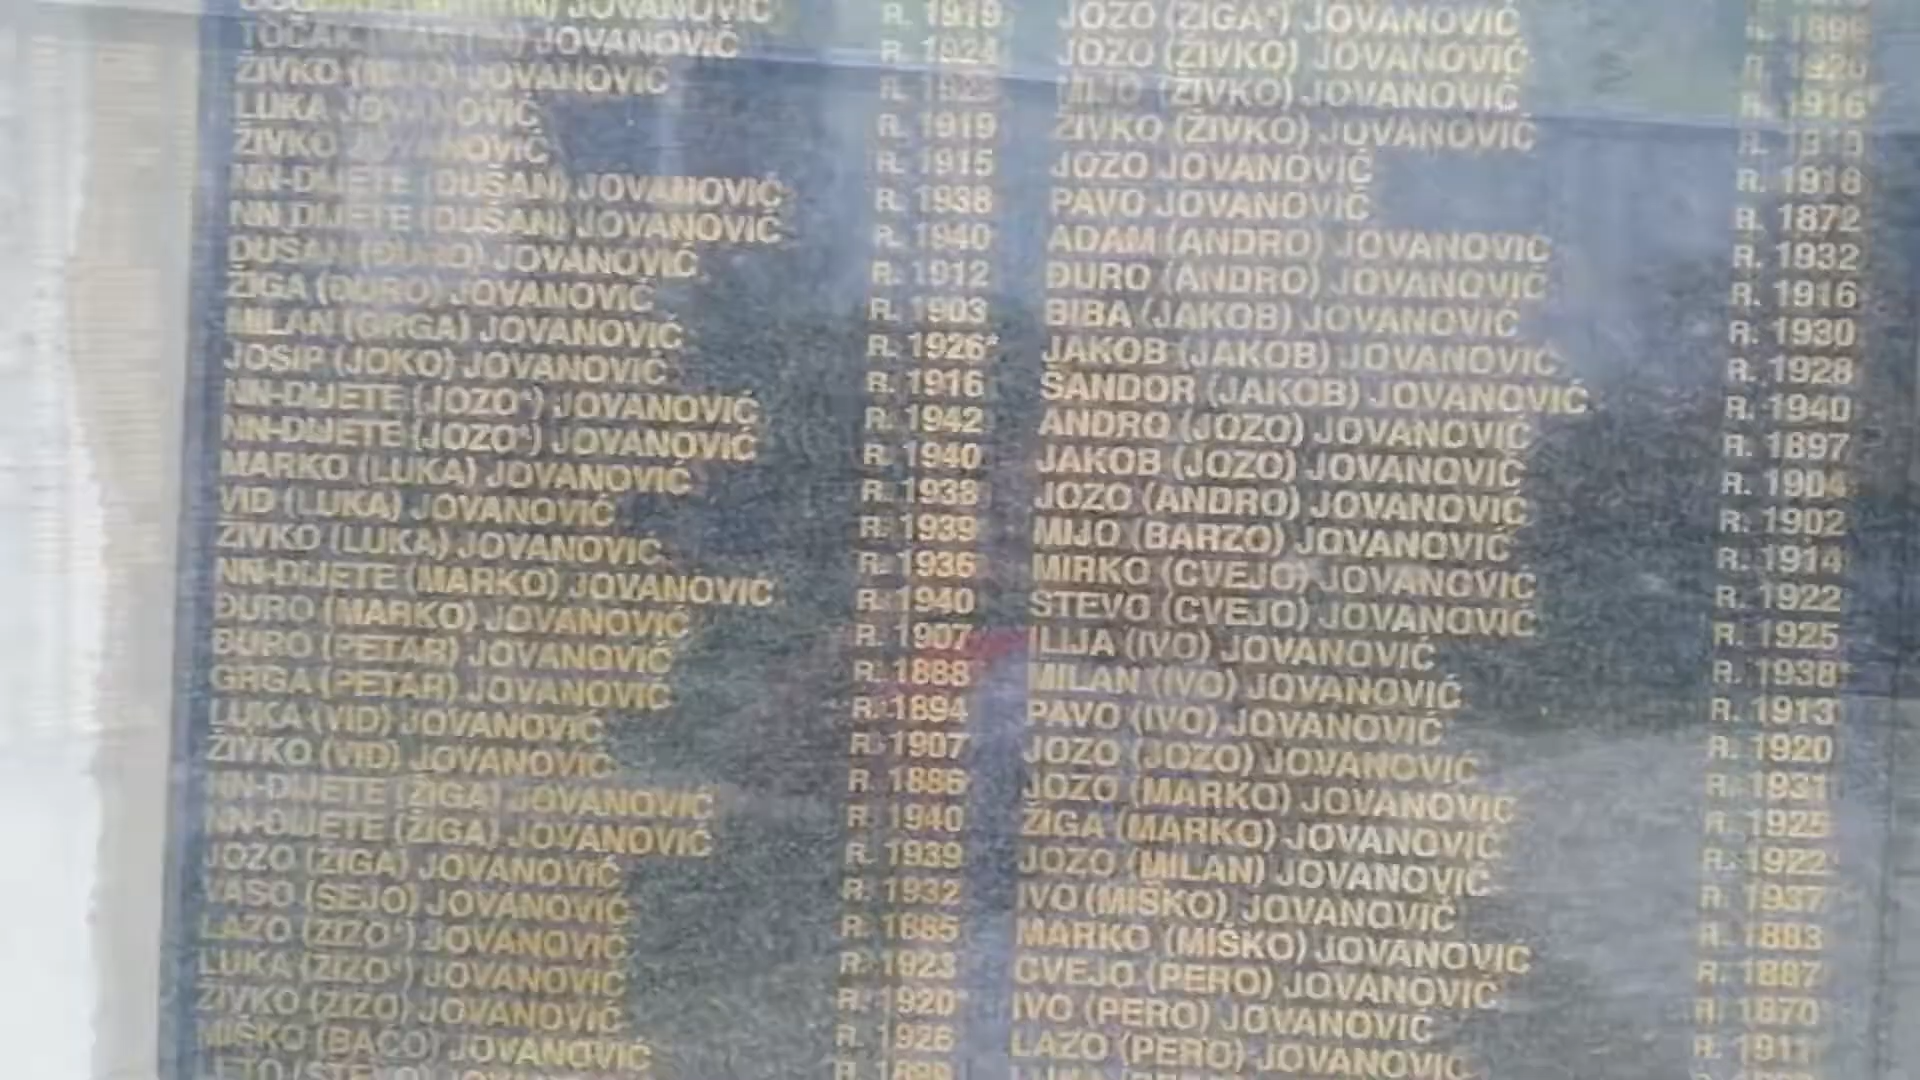 JOVANOVIĆ R. 1919
TOČAK (MARTIN) JOVANOVIĆ R. 1924
ŽIVKO (MIJO) JOVANOVIĆ R. 1923
LUKA JOVANOVIĆ R. 1919
ŽIVKO JOVANOVIĆ R. 1915
NN-DIJETE (DUŠAN) JOVANOVIĆ R. 1938
NN DIJETE (DUŠAN) JOVANOVIĆ R. 1940
DUŠAN (ĐURO) JOVANOVIĆ R. 1912
ŽIGA (ĐURO) JOVANOVIĆ R. 1903
MILAN (GRGA) JOVANOVIĆ R. 1926*
JOSIP (JOKO) JOVANOVIĆ R. 1916
NN-DIJETE (JOZO*) JOVANOVIĆ R. 1942
NN-DIJETE (JOZO*) JOVANOVIĆ R. 1940
MARKO (LUKA) JOVANOVIĆ R. 1938
VID (LUKA) JOVANOVIĆ R. 1939
ŽIVKO (LUKA) JOVANOVIĆ R. 1936
NN-DIJETE (MARKO) JOVANOVIĆ R. 1940
ĐURO (MARKO) JOVANOVIĆ R. 1907
ĐURO (PETAR) JOVANOVIĆ R. 1888*
GRGA (PETAR) JOVANOVIĆ R. 1894
LUKA (VID) JOVANOVIĆ R. 1907
ŽIVKO (VID) JOVANOVIĆ R. 1886
NN-DIJETE (ŽIGA) JOVANOVIĆ R. 1940
NN-DIJETE (ŽIGA) JOVANOVIĆ R. 1939
JOZO (ŽIGA) JOVANOVIĆ R. 1932
VASO (ŠEJO) JOVANOVIĆ R. 1885
LAZO (ŽIZO*) JOVANOVIĆ R. 1923
LUKA (ŽIZO*) JOVANOVIĆ R. 1920*
ŽIVKO (ŽIZO) JOVANOVIĆ R. 1926
MIŠKO (BAĆO) JOVANOVIĆ R.
JOZO (ŽIGA*) JOVANOVIĆ R.
JOZO (ŽIVKO) JOVANOVIĆ R. 1920
MIJO (ŽIVKO) JOVANOVIĆ R. 1916*
ŽIVKO (ŽIVKO) JOVANOVIĆ R.
JOZO JOVANOVIĆ R. 1918
PAVO JOVANOVIĆ R. 1872
ADAM (ANDRO) JOVANOVIĆ R. 1932
ĐURO (ANDRO) JOVANOVIĆ R. 1916
BIBA (JAKOB) JOVANOVIĆ R. 1930
JAKOB (JAKOB) JOVANOVIĆ R. 1928
ŠANDOR (JAKOB) JOVANOVIĆ R. 1940
ANDRO (JOZO) JOVANOVIĆ R. 1897
JAKOB (JOZO) JOVANOVIĆ R. 1904
JOZO (ANDRO) JOVANOVIĆ R. 1902
MIJO (BARZO) JOVANOVIĆ R. 1914
MIRKO (CVEJO) JOVANOVIĆ R. 1922
STEVO (CVEJO) JOVANOVIĆ R. 1925
ILIJA (IVO) JOVANOVIĆ R. 1938*
MILAN (IVO) JOVANOVIĆ R. 1913
PAVO (IVO) JOVANOVIĆ R. 1920
JOZO (JOZO) JOVANOVIĆ R. 1931
JOZO (MARKO) JOVANOVIĆ R. 1925
ŽIGA (MARKO) JOVANOVIĆ R. 1922
JOZO (MILAN) JOVANOVIĆ R. 1937
IVO (MIŠKO) JOVANOVIĆ R. 1883
MARKO (MIŠKO) JOVANOVIĆ R. 1887
CVEJO (PERO) JOVANOVIĆ R. 1870
IVO (PERO) JOVANOVIĆ R. 1911
LAZO (PERO) JOVANOVIĆ